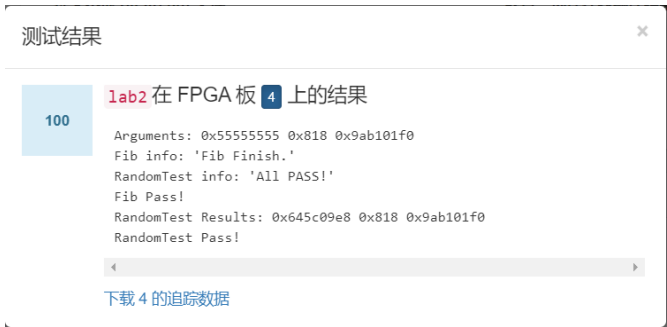 测试结果
×
100
lab2 在 FPGA 板 4 上的结果
Arguments: 0x55555555 0x818 0x9ab101f0
Fib info: 'Fib Finish.'
RandomTest info: 'All PASS!'
Fib Pass!
RandomTest Results: 0x645c09e8 0x818 0x9ab101f0
RandomTest Pass!
下载 4 的追踪数据